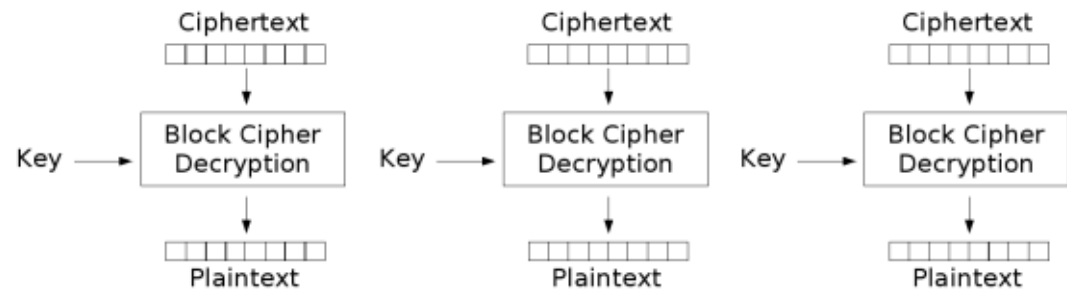 Ciphertext Ciphertext Ciphertext
Key Block Cipher Decryption Key Block Cipher Decryption Key Block Cipher Decryption
Plaintext Plaintext Plaintext